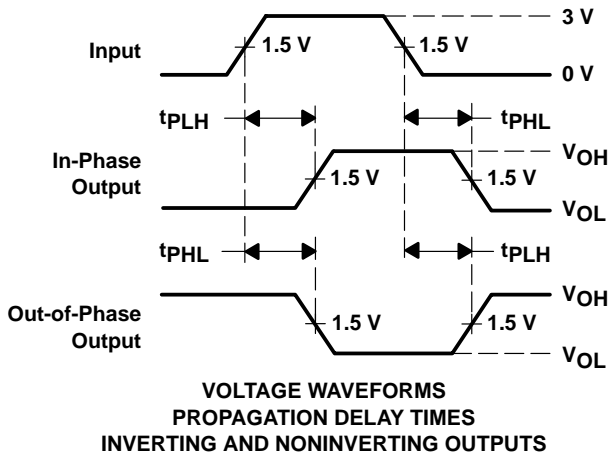 3 V
Input
1.5 V
1.5 V
0 V
tPLH
tPHL
In-Phase
Output
VOH
1.5 V
1.5 V
VOL
tPHL
tPLH
Out-of-Phase
Output
VOH
1.5 V
1.5 V
VOL
VOLTAGE WAVEFORMS
PROPAGATION DELAY TIMES
INVERTING AND NONINVERTING OUTPUTS